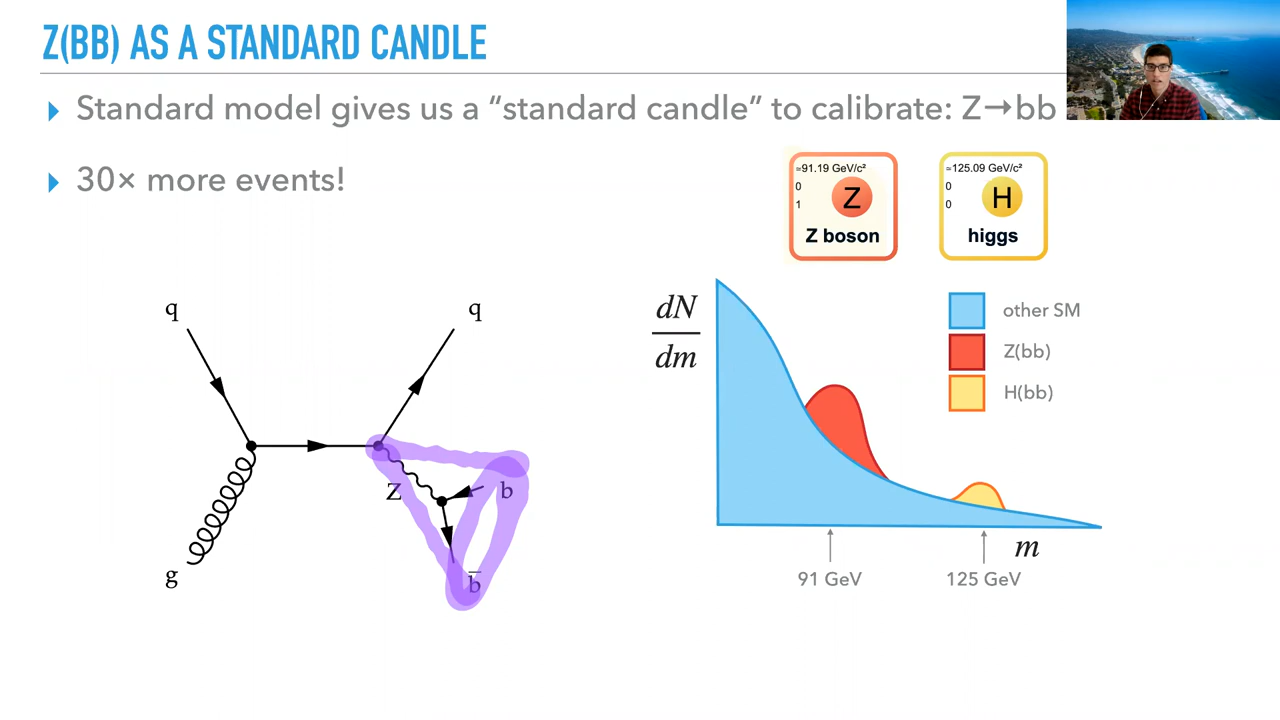 Z(BB) AS A STANDARD CANDLE
Standard model gives us a “standard candle” to calibrate: Z→bb
30× more events!
≈91.19 GeV/c²
0
1
Z
Z boson
≈125.09 GeV/c²
0
0
H
higgs
q
q
Z
b
b̄
g
dN
dm
other SM
Z(bb)
H(bb)
m
91 GeV
125 GeV